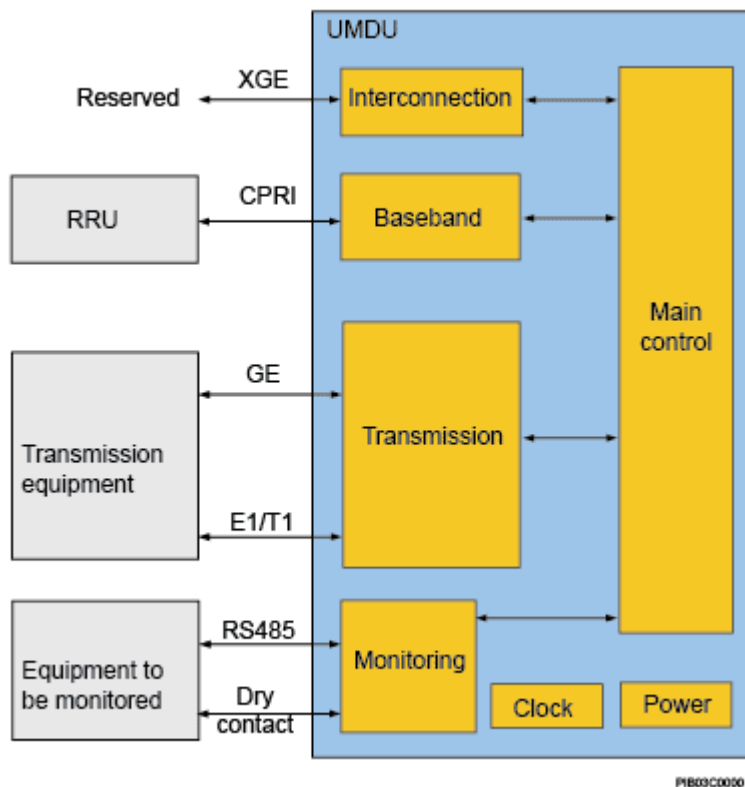 UMDU
Reserved
XGE
Interconnection
RRU
CPRI
Baseband
Main
control
Transmission
equipment
GE
E1/T1
Transmission
Equipment to
be monitored
RS485
Dry
contact
Monitoring
Clock
Power
PIB03C0000